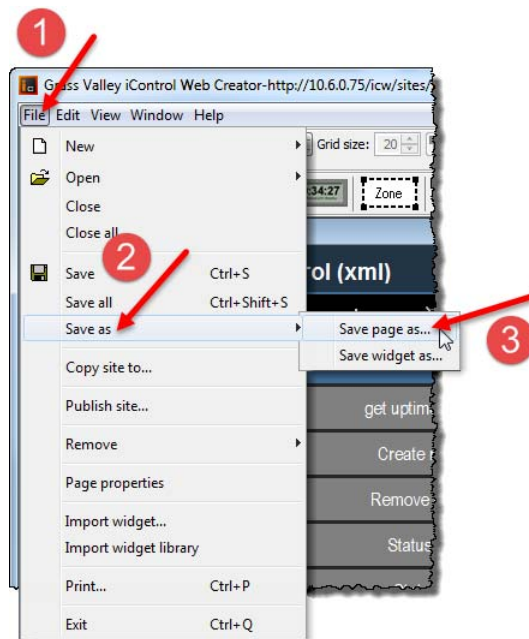 1
Grass Valley iControl Web Creator-http://10.6.0.75/icw/sites/
File Edit View Window Help
New
Grid size: 20
Open
:34:27
Zone
Close
Close all
2
Save Ctrl+S
rol (xml)
Save all Ctrl+Shift+S
Save as
Save page as...
3
Save widget as...
Copy site to...
Publish site...
get uptim
Remove
Create
Page properties
Remove
Import widget...
Import widget library
Status
Print... Ctrl+P
Exit Ctrl+Q